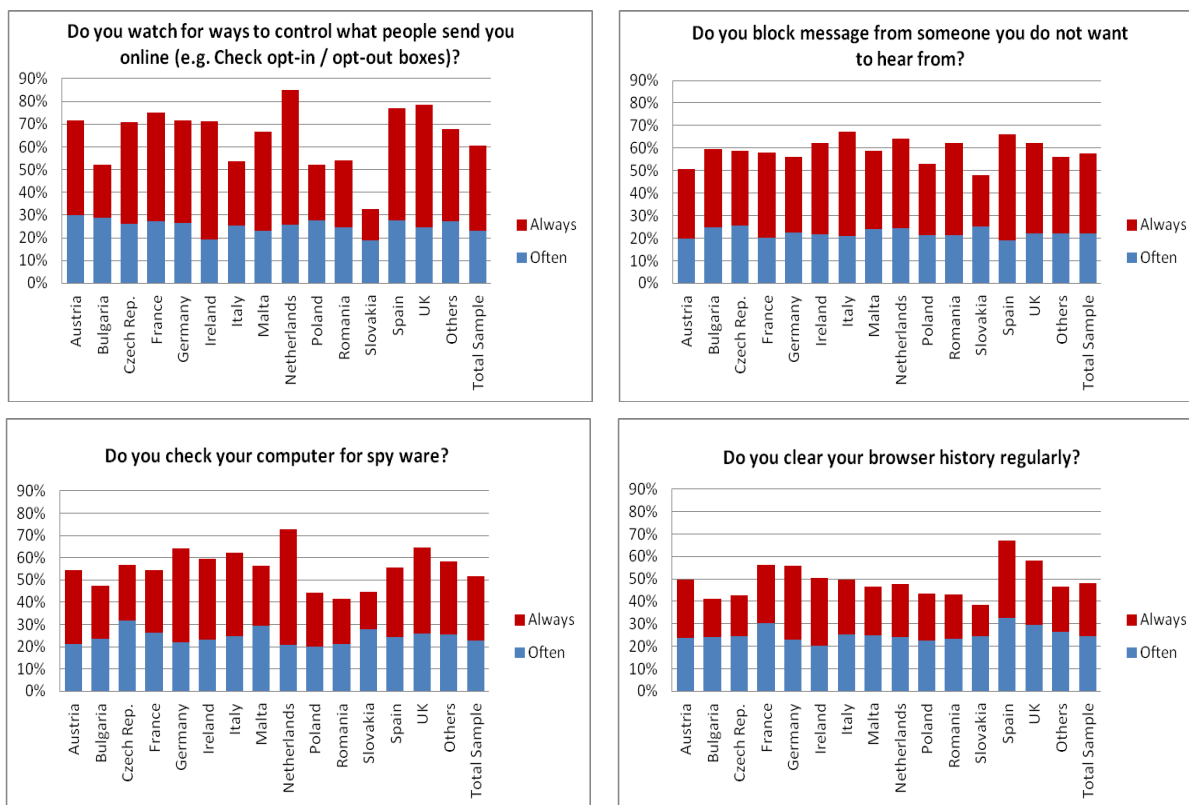 Do you watch for ways to control what people send you
online (e.g. Check opt-in / opt-out boxes)?
90%
80%
70%
60%
50%
40%
30%
20%
10%
0%
Always
Often
Austria
Bulgaria
Czech Rep.
France
Germany
Ireland
Italy
Malta
Netherlands
Poland
Romania
Slovakia
Spain
UK
Others
Total Sample
Do you block message from someone you do not want
to hear from?
90%
80%
70%
60%
50%
40%
30%
20%
10%
0%
Always
Often
Austria
Bulgaria
Czech Rep.
France
Germany
Ireland
Italy
Malta
Netherlands
Poland
Romania
Slovakia
Spain
UK
Others
Total Sample
Do you check your computer for spy ware?
90%
80%
70%
60%
50%
40%
30%
20%
10%
0%
Always
Often
Austria
Bulgaria
Czech Rep.
France
Germany
Ireland
Italy
Malta
Netherlands
Poland
Romania
Slovakia
Spain
UK
Others
Total Sample
Do you clear your browser history regularly?
90%
80%
70%
60%
50%
40%
30%
20%
10%
0%
Always
Often
Austria
Bulgaria
Czech Rep.
France
Germany
Ireland
Italy
Malta
Netherlands
Poland
Romania
Slovakia
Spain
UK
Others
Total Sample